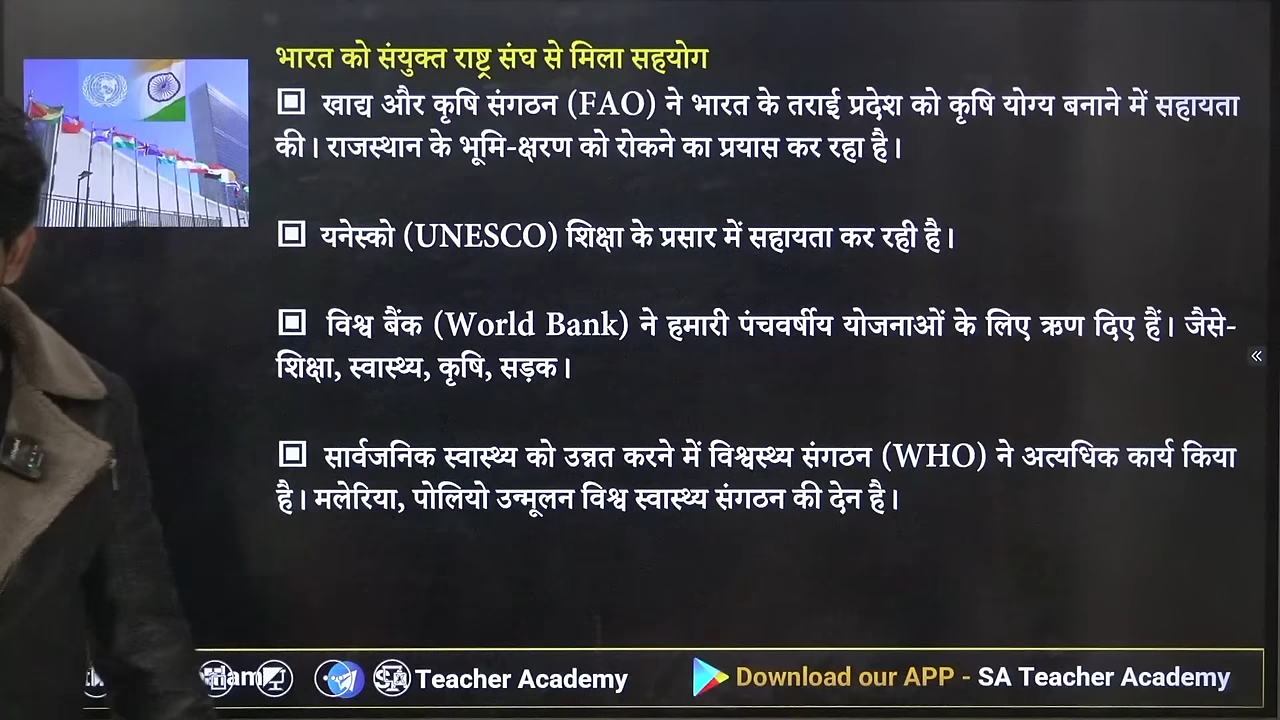 भारत को संयुक्त राष्ट्र संघ से मिला सहयोग
खाद्य और कृषि संगठन (FAO) ने भारत के तराई प्रदेश को कृषि योग्य बनाने में सहायता
की। राजस्थान के भूमि-क्षरण को रोकने का प्रयास कर रहा है।
यनेस्को (UNESCO) शिक्षा के प्रसार में सहायता कर रही है।
विश्व बैंक (World Bank) ने हमारी पंचवर्षीय योजनाओं के लिए ऋण दिए हैं। जैसे-
शिक्षा, स्वास्थ्य, कृषि, सड़क।
सार्वजनिक स्वास्थ्य को उन्नत करने में विश्वस्थ्य संगठन (WHO) ने अत्यधिक कार्य किया
है। मलेरिया, पोलियो उन्मूलन विश्व स्वास्थ्य संगठन की देन है।
Teacher Academy
Download our APP - SA Teacher Academy